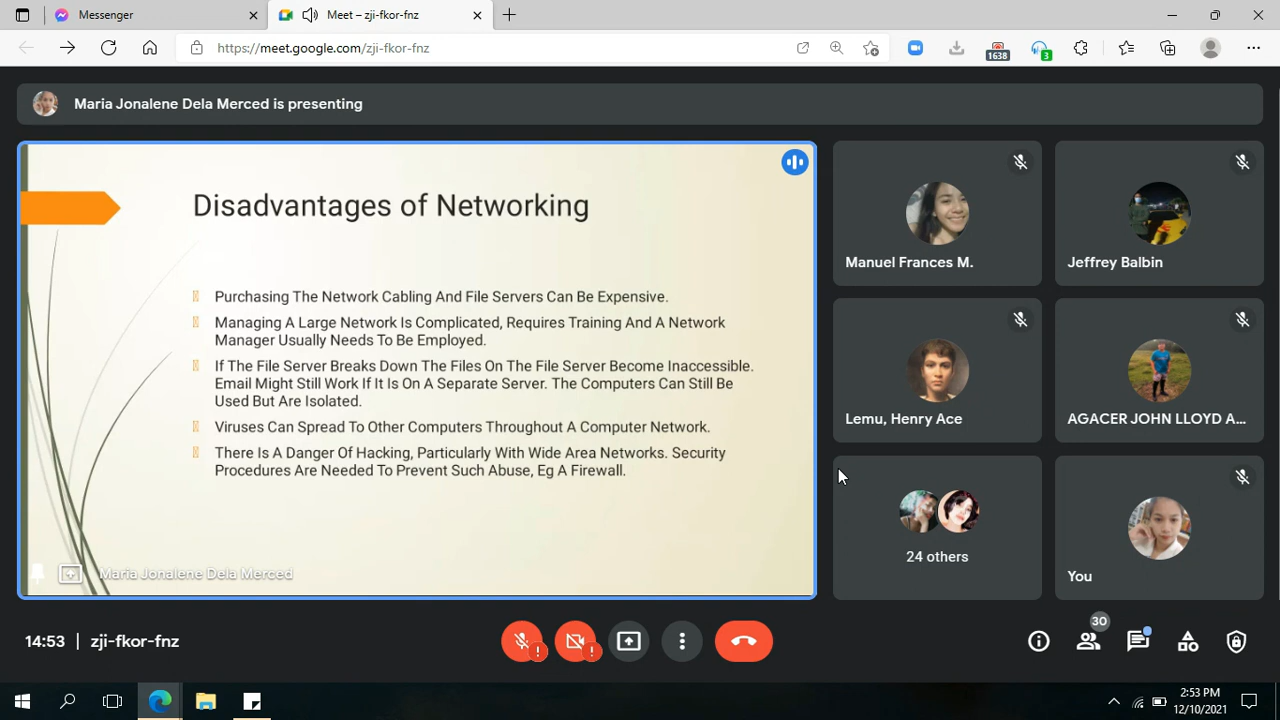 Messenger
Meet – zji-fkor-fnz
https://meet.google.com/zji-fkor-fnz
1638
3
Maria Jonalene Dela Merced is presenting
Disadvantages of Networking
Purchasing The Network Cabling And File Servers Can Be Expensive.
Managing A Large Network Is Complicated, Requires Training And A Network
Manager Usually Needs To Be Employed.
If The File Server Breaks Down The Files On The File Server Become Inaccessible.
Email Might Still Work If It Is On A Separate Server. The Computers Can Still Be
Used But Are Isolated.
Viruses Can Spread To Other Computers Throughout A Computer Network.
There Is A Danger Of Hacking, Particularly With Wide Area Networks. Security
Procedures Are Needed To Prevent Such Abuse, Eg A Firewall.
Maria Jonalene Dela Merced
Manuel Frances M.
Jeffrey Balbin
Lemu, Henry Ace
AGACER JOHN LLOYD A...
24 others
You
14:53 | zji-fkor-fnz
30
2:53 PM
12/10/2021